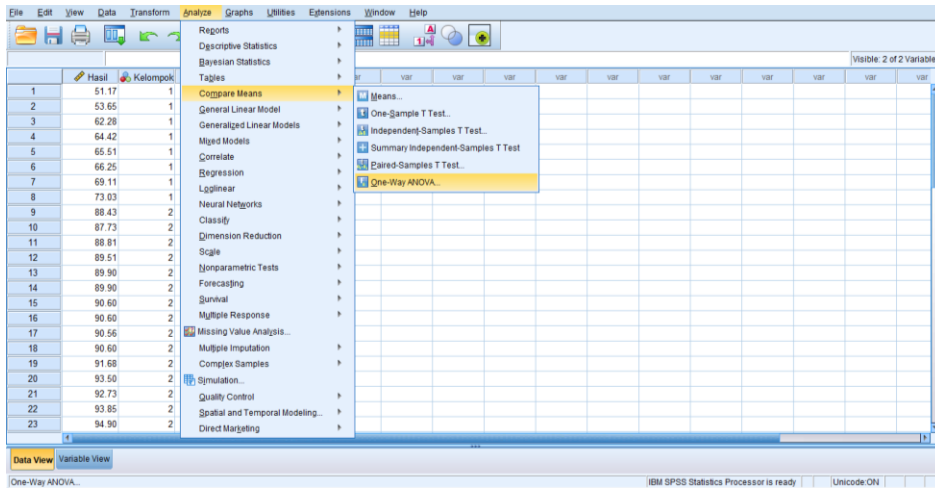 File Edit View Data Transform Analyze Graphs Utilities Extensions Window Help
Reports
Descriptive Statistics
Bayesian Statistics
Tables
Compare Means
General Linear Model
Generalized Linear Models
Mixed Models
Correlate
Regression
Loglinear
Neural Networks
Classify
Dimension Reduction
Scale
Nonparametric Tests
Forecasting
Survival
Multiple Response
Missing Value Analysis...
Multiple Imputation
Complex Samples
Simulation...
Quality Control
Spatial and Temporal Modeling...
Direct Marketing
Means...
One-Sample T Test...
Independent-Samples T Test...
Summary Independent-Samples T Test
Paired-Samples T Test...
One-Way ANOVA...
Visible: 2 of 2 Variable
Hasil Kelompok var var var var var var var var var var var
1 51.17 1
2 53.65 1
3 62.28 1
4 64.42 1
5 65.51 1
6 66.25 1
7 69.11 1
8 73.03 1
9 88.43 2
10 87.73 2
11 88.81 2
12 89.51 2
13 89.90 2
14 89.90 2
15 90.60 2
16 90.60 2
17 90.56 2
18 90.60 2
19 91.68 2
20 93.50 2
21 92.73 2
22 93.85 2
23 94.90 2
Data View Variable View
One-Way ANOVA... IBM SPSS Statistics Processor is ready Unicode:ON